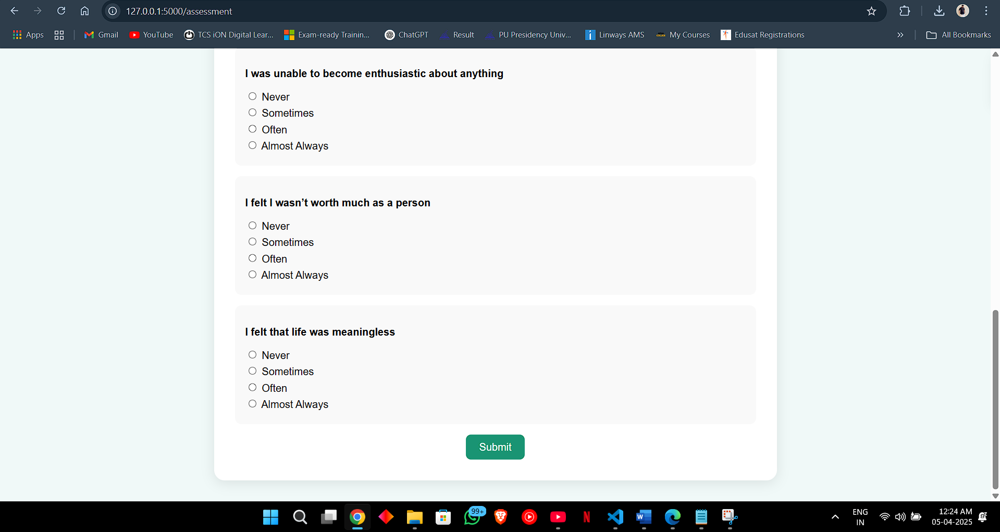 127.0.0.1:5000/assessment
Apps
Gmail
YouTube
TCS iON Digital Lear...
Exam-ready Trainin...
ChatGPT
Result
PU Presidency Univ...
Linways AMS
My Courses
Edusat Registrations
All Bookmarks
I was unable to become enthusiastic about anything
Never
Sometimes
Often
Almost Always
I felt I wasn’t worth much as a person
Never
Sometimes
Often
Almost Always
I felt that life was meaningless
Never
Sometimes
Often
Almost Always
Submit
99+
ENG
IN
12:24 AM
05-04-2025